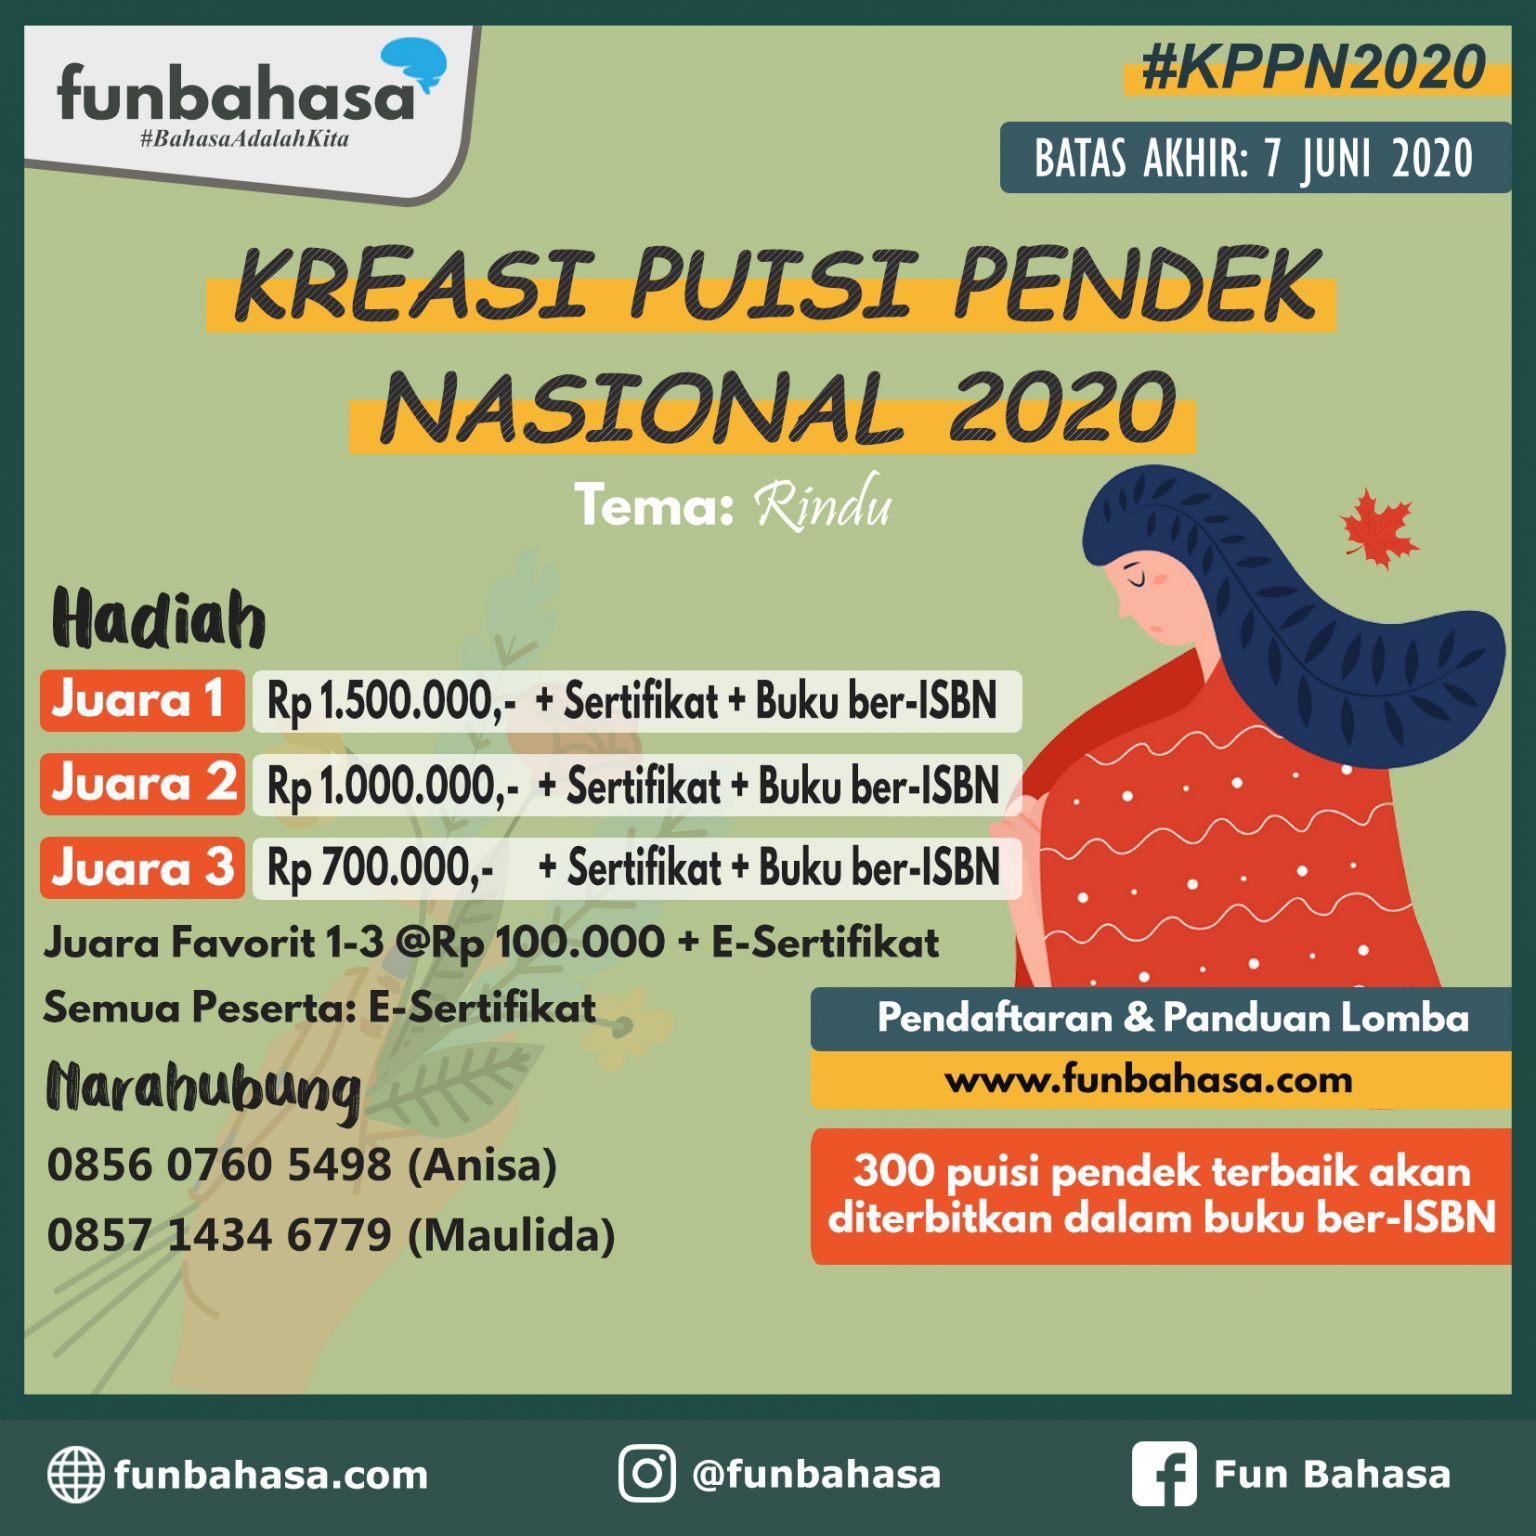 funbahasa
#BahasaAdalahKita
#KPPN2020
BATAS AKHIR: 7 JUNI 2020
KREASI PUISI PENDEK
NASIONAL 2020
Tema: Rindu
Hadiah
Juara 1 Rp 1.500.000,- + Sertifikat + Buku ber-ISBN
Juara 2 Rp 1.000.000,- + Sertifikat + Buku ber-ISBN
Juara 3 Rp 700.000,- + Sertifikat + Buku ber-ISBN
Juara Favorit 1-3 @Rp 100.000 + E-Sertifikat
Semua Peserta: E-Sertifikat
Narahubung
0856 0760 5498 (Anisa)
0857 1434 6779 (Maulida)
Pendaftaran & Panduan Lomba
www.funbahasa.com
300 puisi pendek terbaik akan
diterbitkan dalam buku ber-ISBN
funbahasa.com
@funbahasa
Fun Bahasa